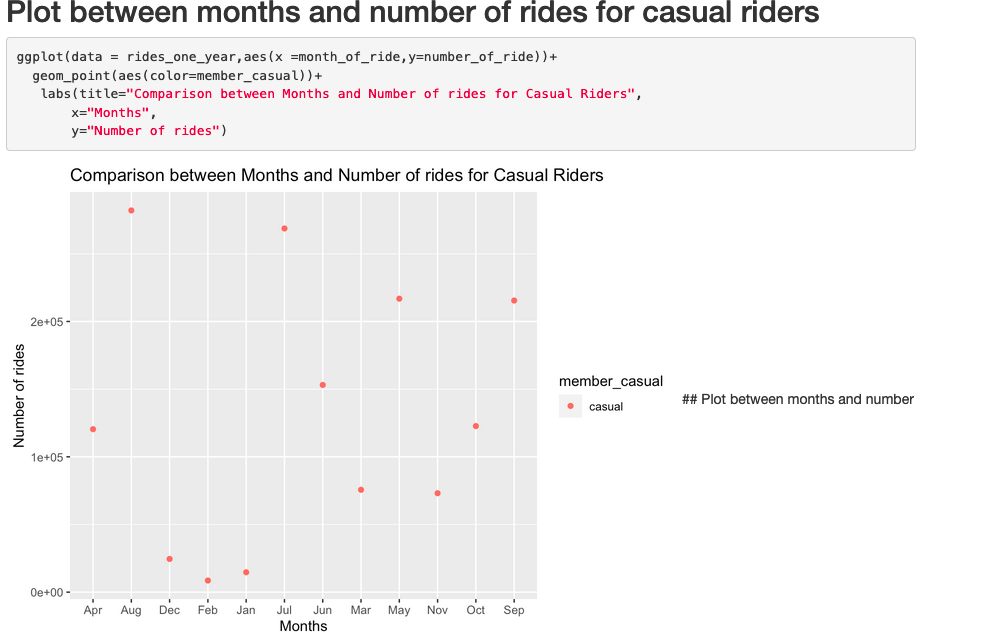 Plot between months and number of rides for casual riders
ggplot(data = rides_one_year,aes(x =month_of_ride,y=number_of_ride))+
geom_point(aes(color=member_casual))+
labs(title="Comparison between Months and Number of rides for Casual Riders",
x="Months",
y="Number of rides")
Comparison between Months and Number of rides for Casual Riders
2e+05
1e+05
0e+00
Number of rides
Apr Aug Dec Feb Jan Jul Jun Mar May Nov Oct Sep
Months
member_casual
casual
## Plot between months and number